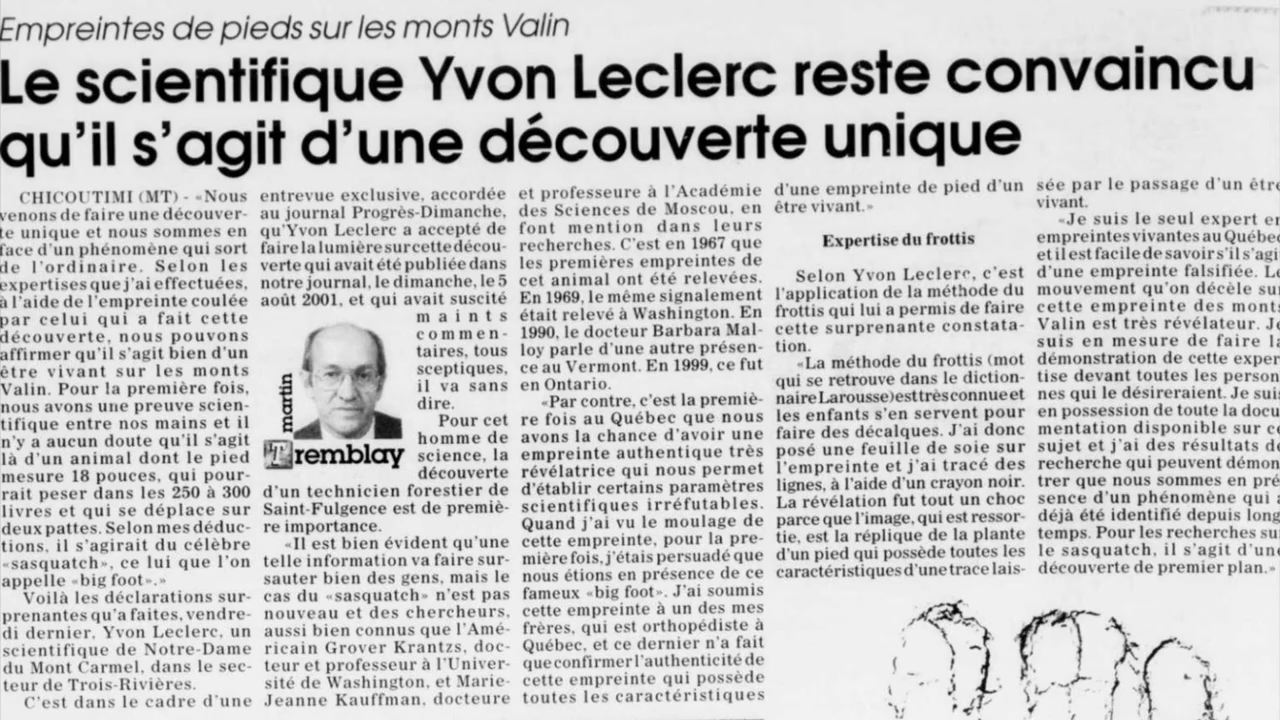 Empreintes de pieds sur les monts Valin
Le scientifique Yvon Leclerc reste convaincu
qu'il s'agit d'une découverte unique
CHICOUTIMI (MT) - «Nous
venons de faire une découver-
te unique et nous sommes en
face d'un phénomène qui sort
de l'ordinaire. Selon les
expertises que j'ai effectuées,
à l'aide de l'empreinte coulée
par celui qui a fait cette
découverte, nous pouvons
affirmer qu'il s'agit bien d'un
être vivant sur les monts
Valin. Pour la première fois,
nous avons une preuve scien-
tifique entre nos mains et il
n'y a aucun doute qu'il s'agit
là d'un animal dont le pied
mesure 18 pouces, qui pour-
rait peser dans les 250 à 300
livres et qui se déplace sur
deux pattes. Selon mes déduc-
tions, il s'agirait du célèbre
«sasquatch», ce lui que l'on
appelle «big foot».»
Voilà les déclarations sur-
prenantes qu'a faites, vendre-
di dernier, Yvon Leclerc, un
scientifique de Notre-Dame
du Mont Carmel, dans le sec-
teur de Trois-Rivières.
C'est dans le cadre d'une
entrevue exclusive, accordée
au journal Progrès-Dimanche,
qu'Yvon Leclerc a accepté de
faire la lumière sur cette décou-
verte qui avait été publiée dans
notre journal, le dimanche, le 5
août 2001, et qui avait suscité
maints
commen-
taires, tous
sceptiques,
il va sans
dire.
martin
Tremblay
Pour cet
homme de
science, la
découverte
d'un technicien forestier de
Saint-Fulgence est de premiè-
re importance.
«Il est bien évident qu'une
telle information va faire sur-
sauter bien des gens, mais le
cas du «sasquatch» n'est pas
nouveau et des chercheurs,
aussi bien connus que l'Amé-
ricain Grover Krantzs, doc-
teur et professeur à l'Univer-
sité de Washington, et Marie-
Jeanne Kauffman, docteure
et professeure à l'Académie
des Sciences de Moscou, en
font mention dans leurs
recherches. C'est en 1967 que
les premières empreintes de
cet animal ont été relevées.
En 1969, le même signalement
était relevé à Washington. En
1990, le docteur Barbara Mal-
loy parle d'une autre présen-
ce au Vermont. En 1999, ce fut
en Ontario.
«Par contre, c'est la premiè-
re fois au Québec que nous
avons la chance d'avoir une
empreinte authentique très
révélatrice qui nous permet
d'établir certains paramètres
scientifiques irréfutables.
Quand j'ai vu le moulage de
cette empreinte, pour la pre-
mière fois, j'étais persuadé que
nous étions en présence de ce
fameux «big foot». J'ai soumis
cette empreinte à un des mes
frères, qui est orthopédiste à
Québec, et ce dernier n'a fait
que confirmer l'authenticité de
cette empreinte qui possède
toutes les caractéristiques
d'une empreinte de pied d'un
être vivant.»
Expertise du frottis
Selon Yvon Leclerc, c'est
l'application de la méthode du
frottis qui lui a permis de faire
cette surprenante constata-
tion.
«La méthode du frottis (mot
qui se retrouve dans le diction-
naire Larousse) est très connue et
les enfants s'en servent pour
faire des décalques. J'ai donc
posé une feuille de soie sur
l'empreinte et j'ai tracé des
lignes, à l'aide d'un crayon noir.
La révélation fut tout un choc
parce que l'image, qui est ressor-
tie, est la réplique de la plante
d'un pied qui possède toutes les
caractéristiques d'une trace lais-
sée par le passage d'un être
vivant.
«Je suis le seul expert en
empreintes vivantes au Québec
et il est facile de savoir s'il s'agit
d'une empreinte falsifiée. Le
mouvement qu'on décèle sur
cette empreinte des monts
Valin est très révélateur. Je
suis en mesure de faire la
démonstration de cette exper
tise devant toutes les person
nes qui le désireraient. Je suis
en possession de toute la docu
mentation disponible sur ce
sujet et j'ai des résultats de
recherche qui peuvent démon
trer que nous sommes en pré
sence d'un phénomène qui a
déjà été identifié depuis long
temps. Pour les recherches sur
le sasquatch, il s'agit d'une
découverte de premier plan.»